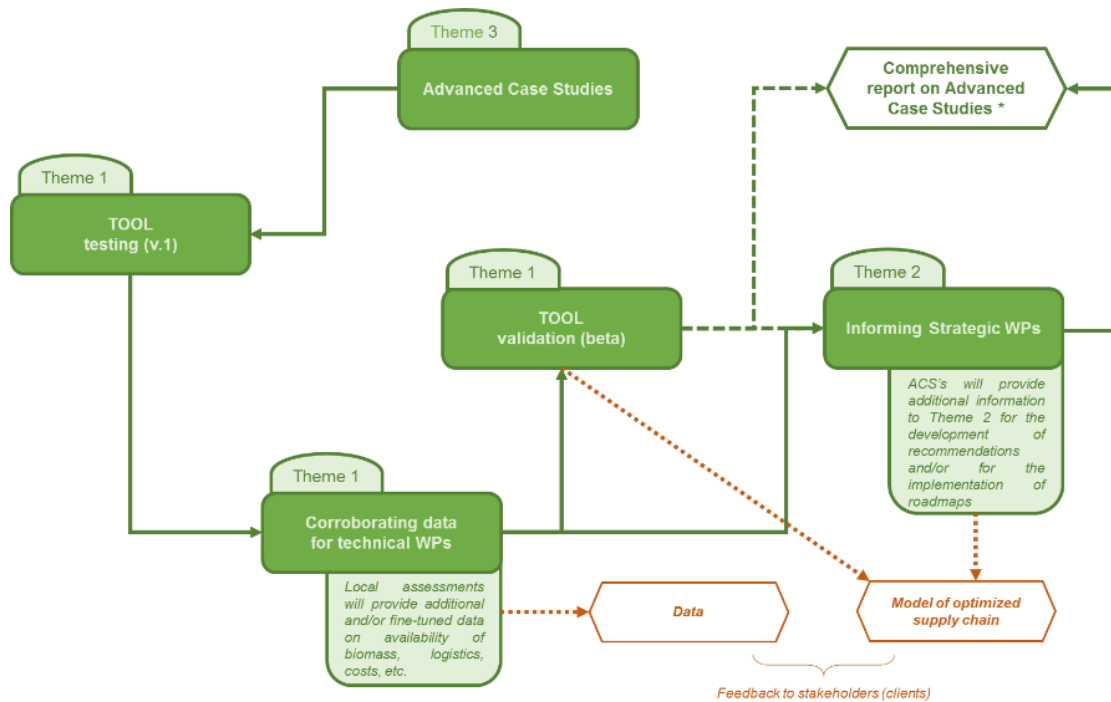 Theme 3
Advanced Case Studies
Comprehensive
report on Advanced
Case Studies *
Theme 1
TOOL
testing (v.1)
Theme 1
TOOL
validation (beta)
Theme 2
Informing Strategic WPs
ACS's will provide
additional information
to Theme 2 for the
development of
recommendations
and/or for the
implementation of
roadmaps
Theme 1
Corroborating data
for technical WPs
Local assessments
will provide additional
and/or fine-tuned data
on availability of
biomass, logistics,
costs, etc.
Data
Model of optimized
supply chain
Feedback to stakeholders (clients)